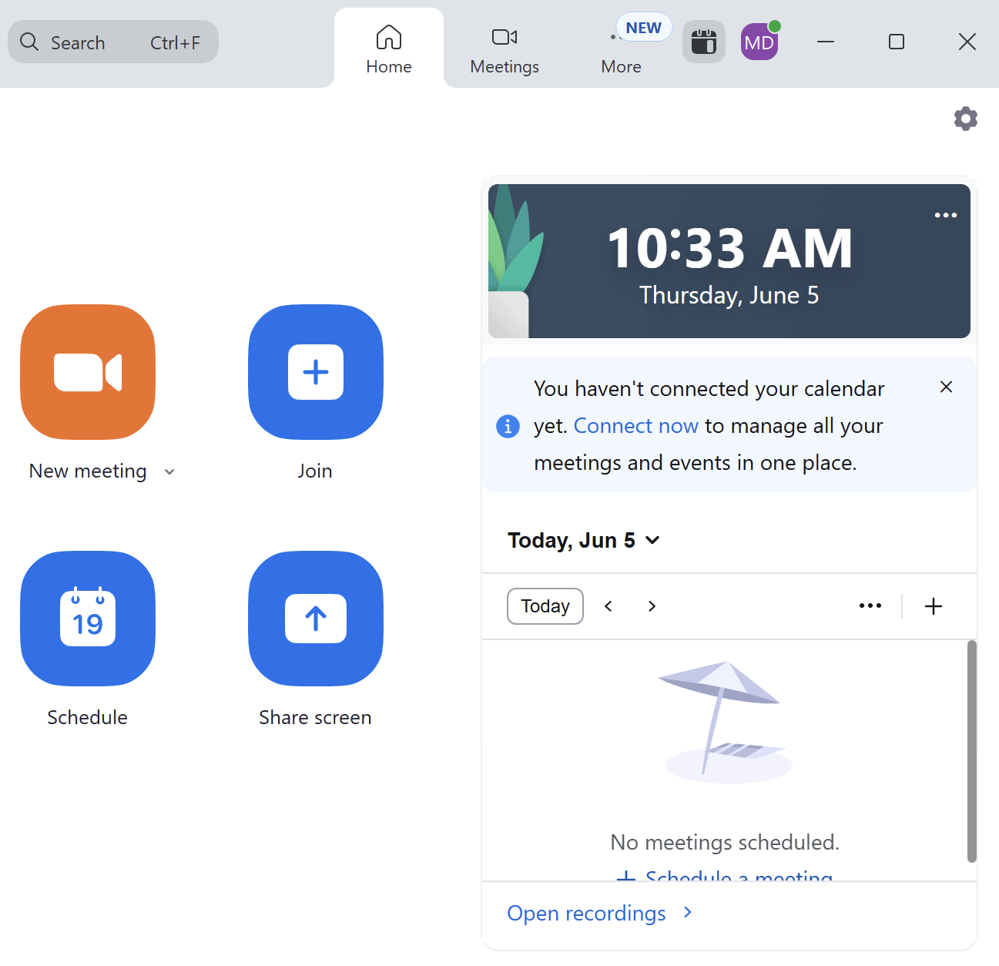 Search Ctrl+F
Home
Meetings
NEW
More
MD
10:33 AM
Thursday, June 5
You haven't connected your calendar
yet. Connect now to manage all your
meetings and events in one place.
New meeting
Join
Today, Jun 5
Today
19
Schedule
Share screen
No meetings scheduled.
Schedule a meeting
Open recordings